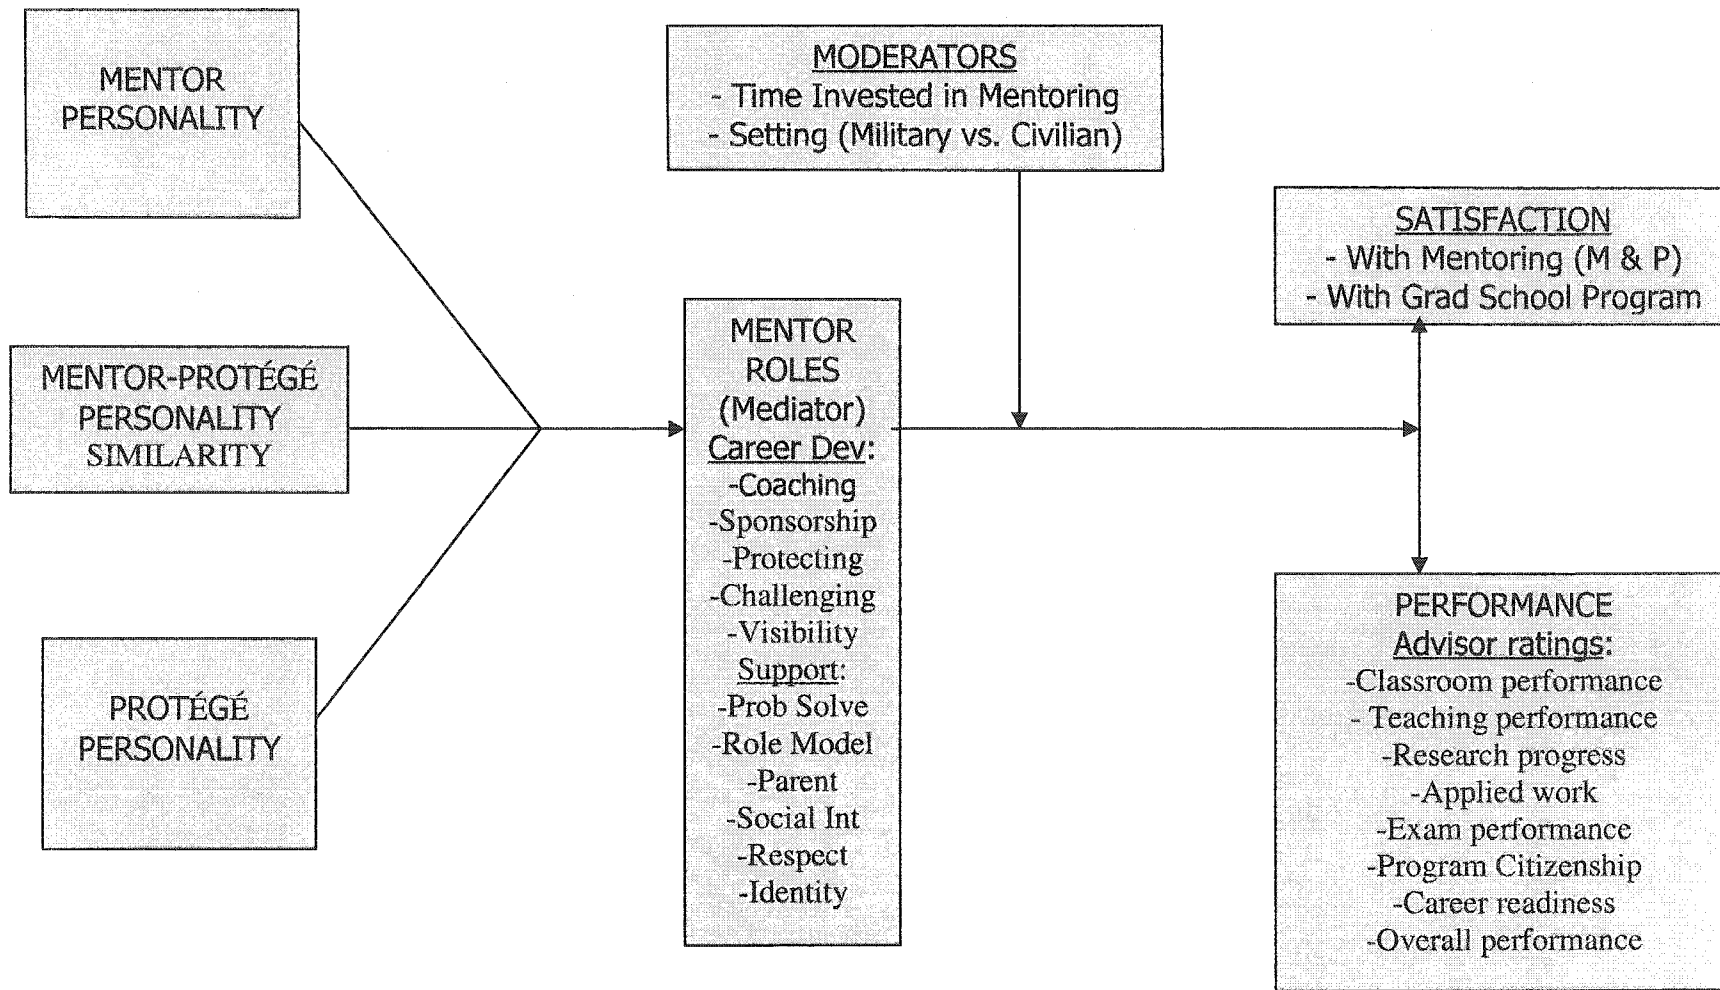 MENTOR
PERSONALITY
MENTOR-PROTÉGÉ
PERSONALITY
SIMILARITY
PROTÉGÉ
PERSONALITY
MODERATORS
- Time Invested in Mentoring
- Setting (Military vs. Civilian)
MENTOR
ROLES
(Mediator)
Career Dev:
-Coaching
-Sponsorship
-Protecting
-Challenging
-Visibility
Support:
-Prob Solve
-Role Model
-Parent
-Social Int
-Respect
-Identity
SATISFACTION
- With Mentoring (M & P)
- With Grad School Program
PERFORMANCE
Advisor ratings:
-Classroom performance
- Teaching performance
-Research progress
-Applied work
-Exam performance
-Program Citizenship
-Career readiness
-Overall performance